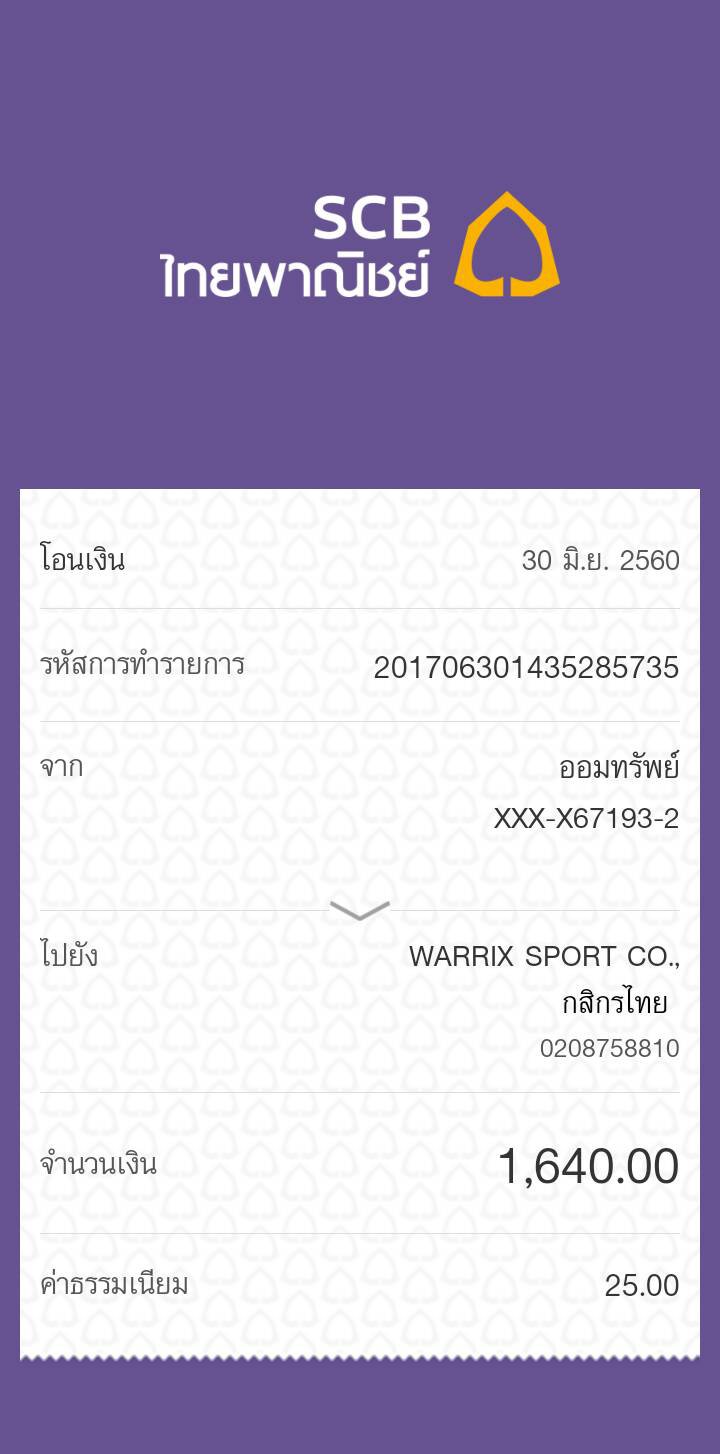 SCB
ไทยพาณิชย์
โอนเงิน 30 มิ.ย. 2560
รหัสการทำรายการ 201706301435285735
จาก ออมทรัพย์
XXX-X67193-2
ไปยัง WARRIX SPORT CO.,
กสิกรไทย
0208758810
จำนวนเงิน 1,640.00
ค่าธรรมเนียม 25.00